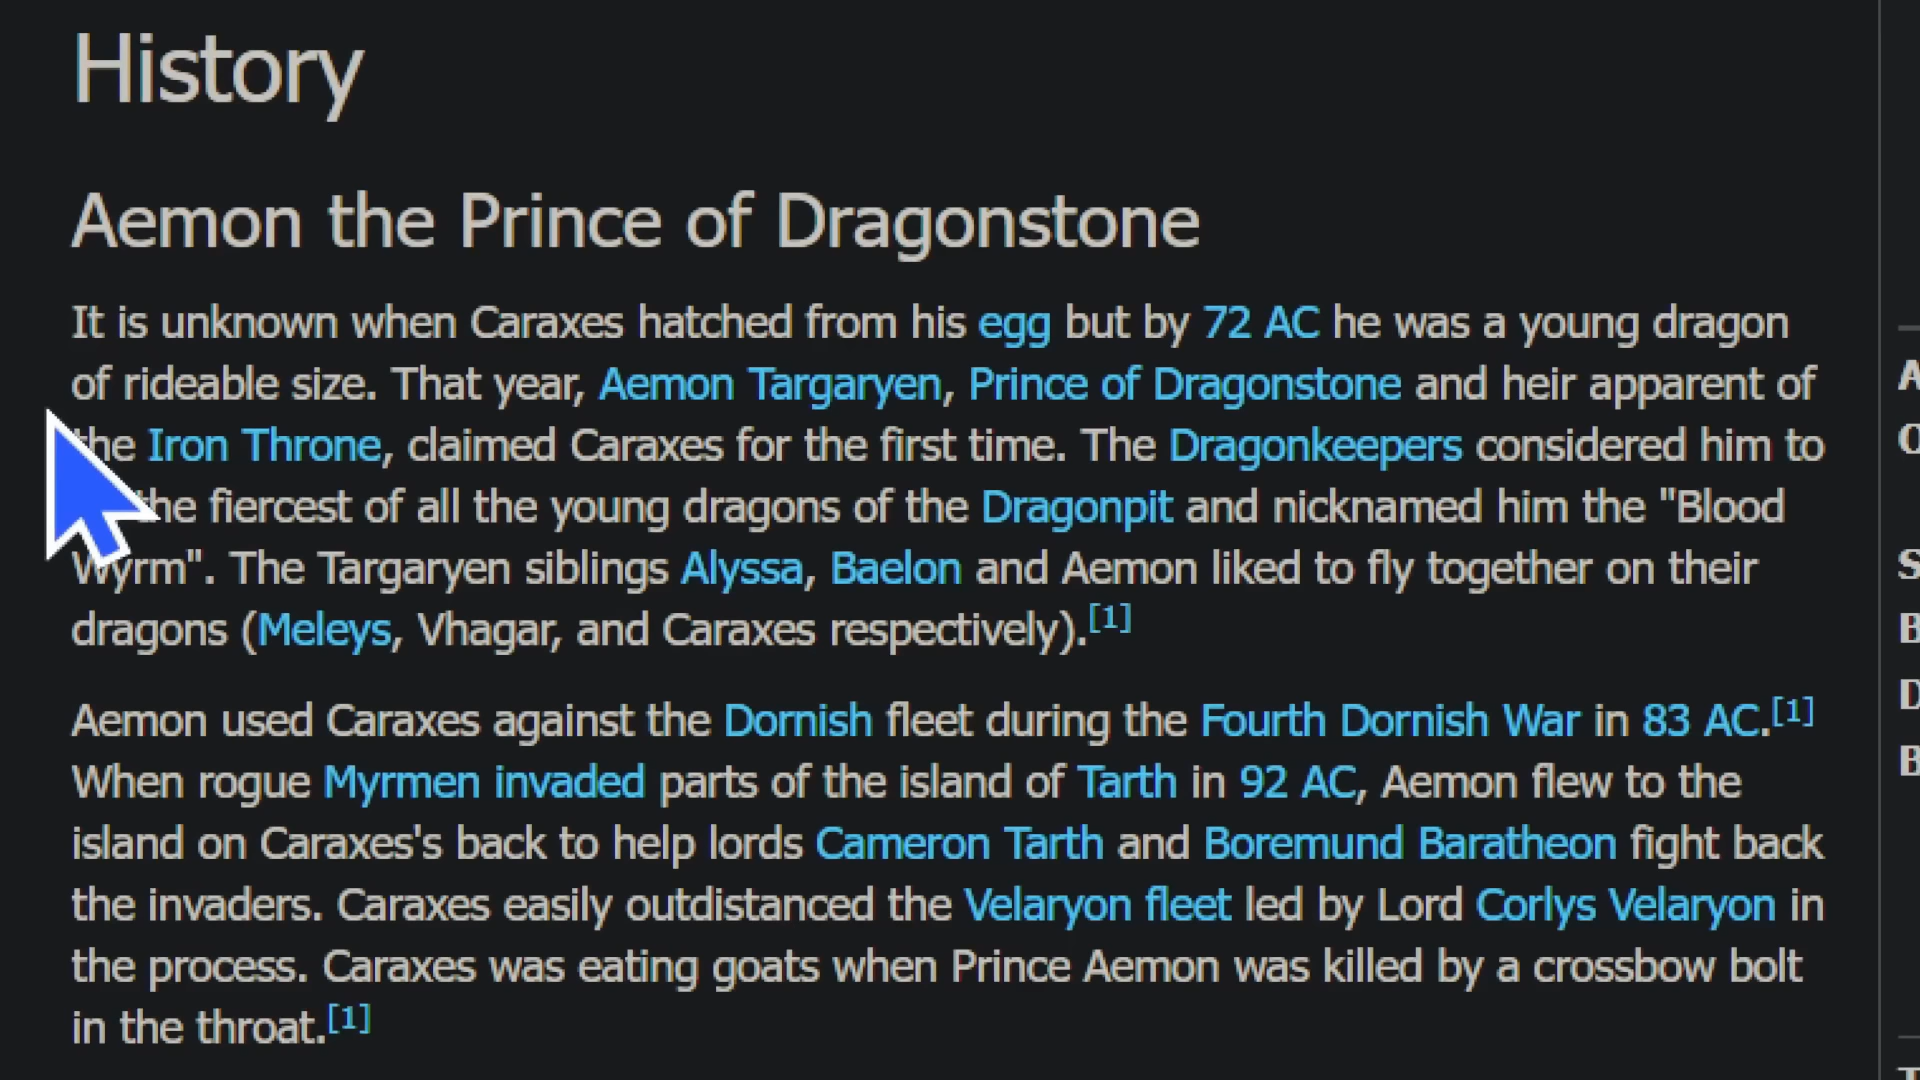 History
Aemon the Prince of Dragonstone
It is unknown when Caraxes hatched from his egg but by 72 AC he was a young dragon
of rideable size. That year, Aemon Targaryen, Prince of Dragonstone and heir apparent of
the Iron Throne, claimed Caraxes for the first time. The Dragonkeepers considered him to
the fiercest of all the young dragons of the Dragonpit and nicknamed him the "Blood
Wyrm". The Targaryen siblings Alyssa, Baelon and Aemon liked to fly together on their
dragons (Meleys, Vhagar, and Caraxes respectively).[1]
Aemon used Caraxes against the Dornish fleet during the Fourth Dornish War in 83 AC.[1]
When rogue Myrmen invaded parts of the island of Tarth in 92 AC, Aemon flew to the
island on Caraxes's back to help lords Cameron Tarth and Boremund Baratheon fight back
the invaders. Caraxes easily outdistanced the Velaryon fleet led by Lord Corlys Velaryon in
the process. Caraxes was eating goats when Prince Aemon was killed by a crossbow bolt
in the throat.[1]